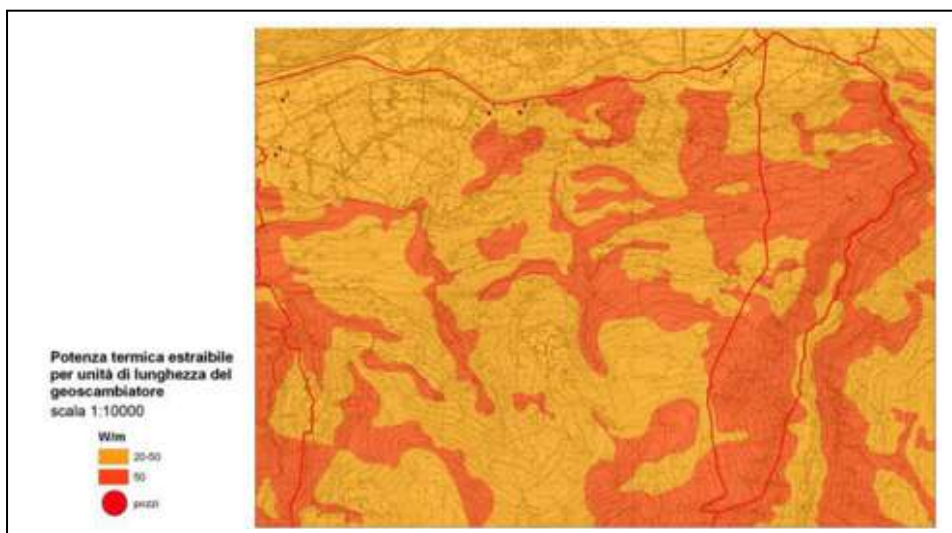 Potenza termica estraibile
per unità di lunghezza del
geoscambiatore
scala 1:10000
W/m
20-50
50
pozzi